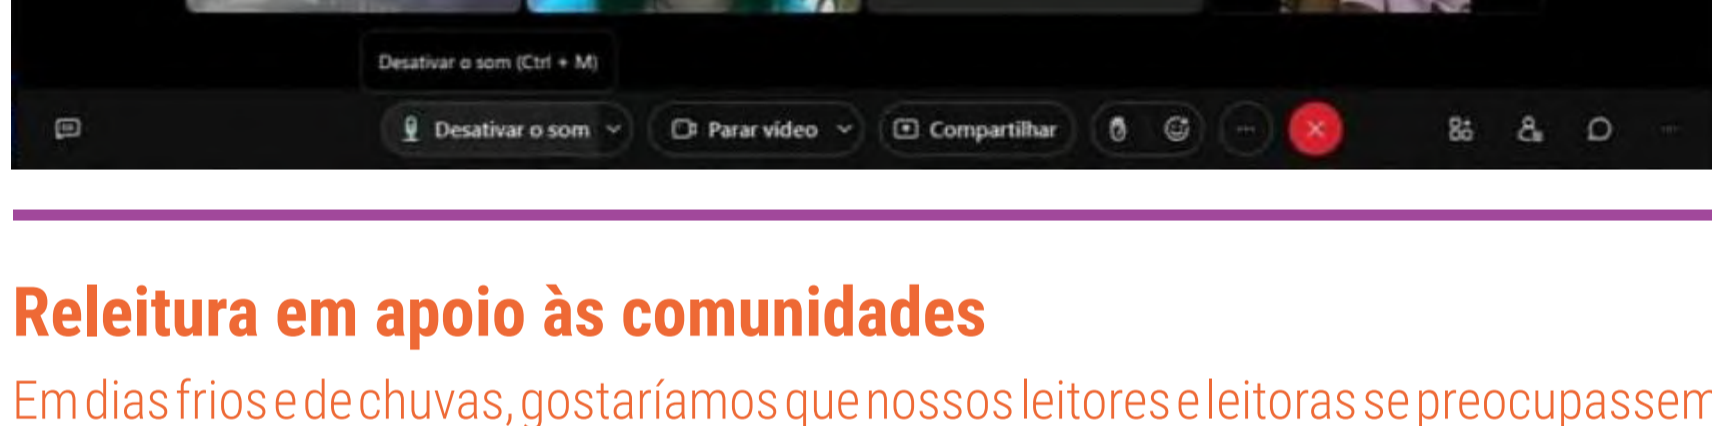 Desativar o som (Ctrl + M)
Desativar o som Parar vídeo Compartilhar
Releitura em apoio às comunidades
Em dias frios e de chuvas, gostaríamos que nossos leitores e leitoras se preocupassem